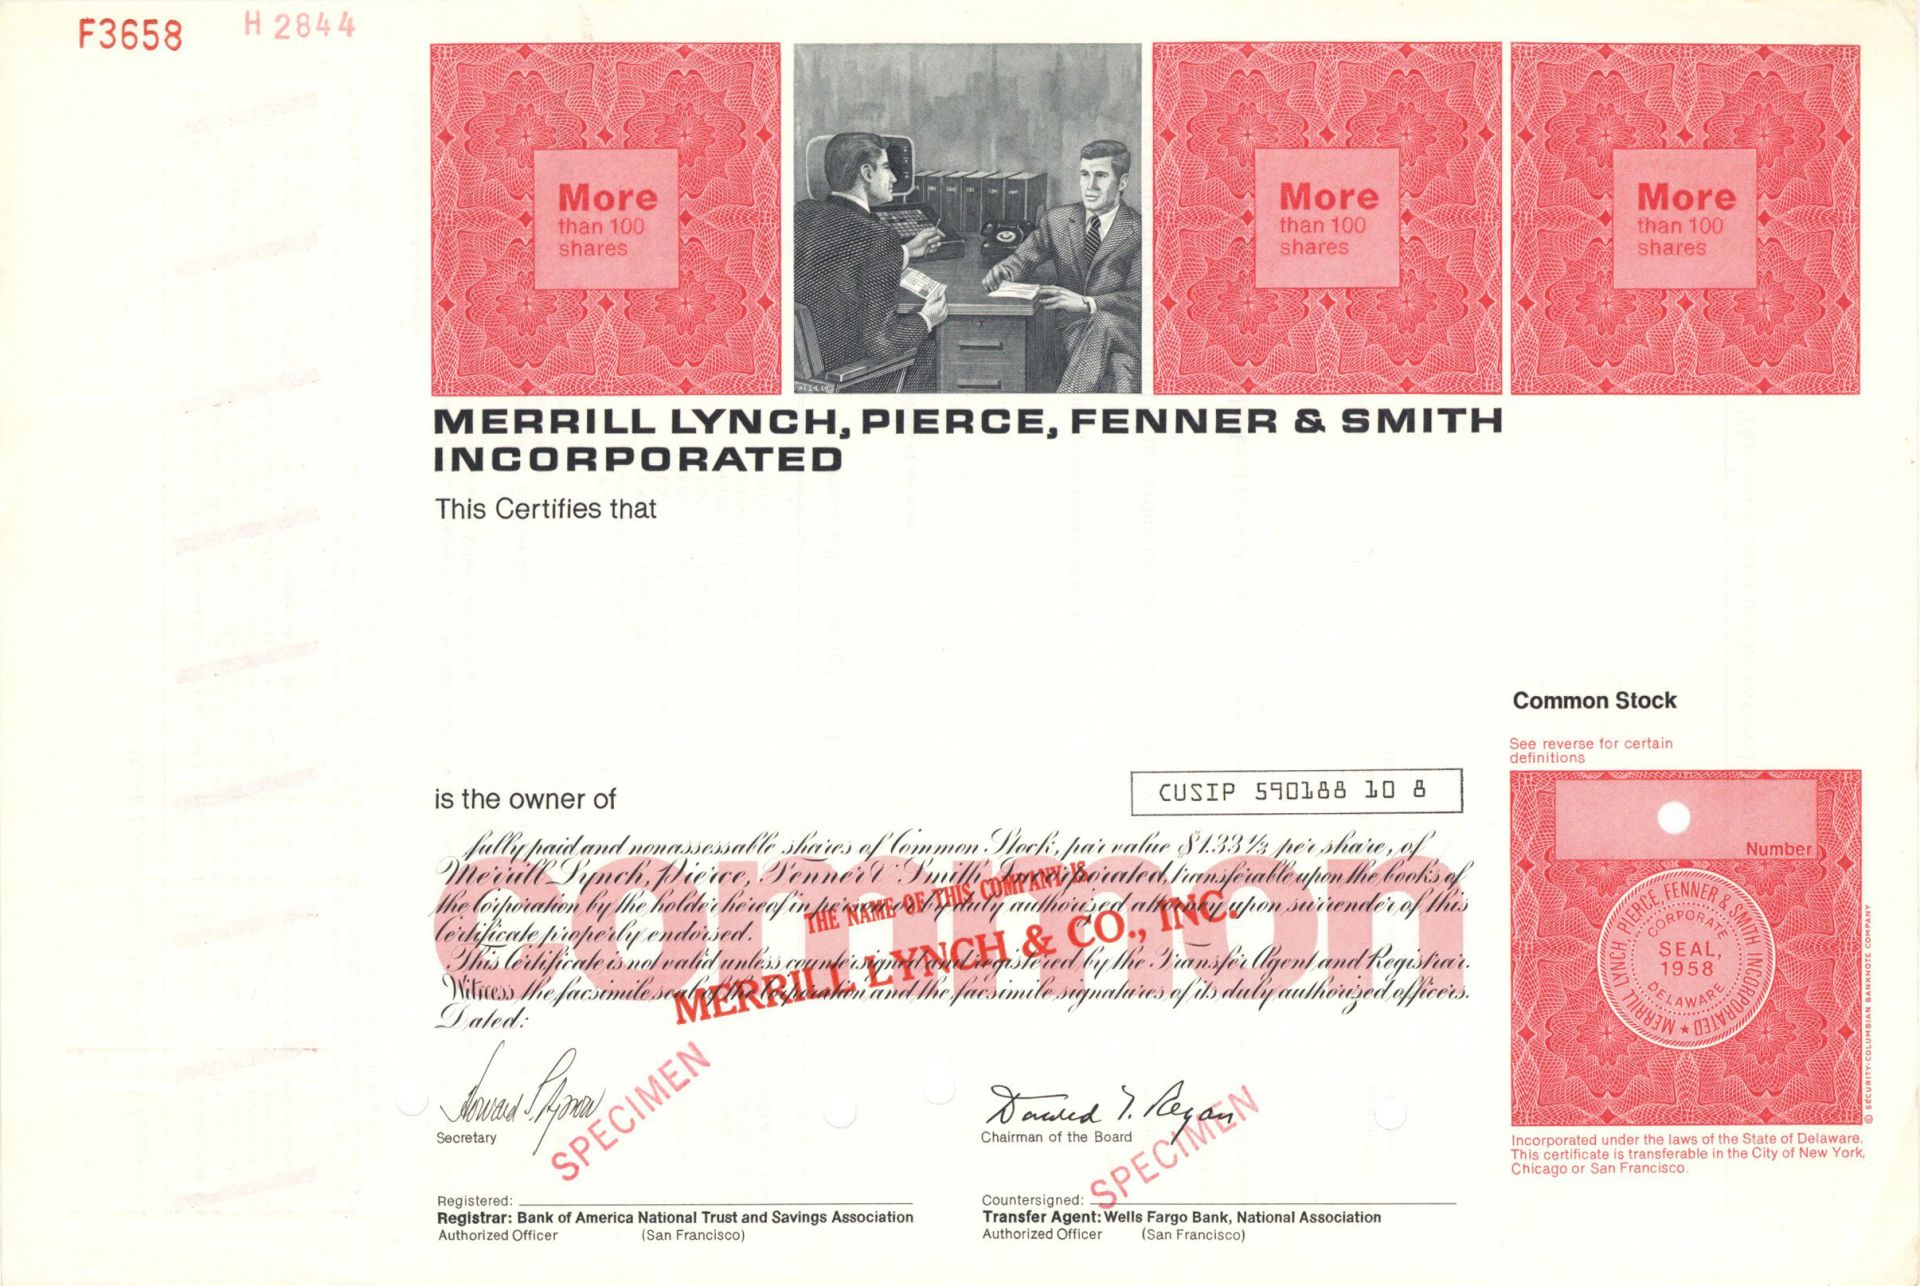 F3658
H 2844
More
than 100
shares
More
than 100
shares
More
than 100
shares
MERRILL LYNCH, PIERCE, FENNER & SMITH
INCORPORATED
This Certifies that
Common Stock
See reverse for certain
definitions
is the owner of
CUSIP 590188 10 8
Number
common
fully paid and nonassessable shares of Common Stock, par value $1.33⅓ per share, of
Merrill Lynch, Pierce, Fenner & Smith Incorporated, transferable upon the books of
the Corporation by the holder hereof in person or by duly authorized attorney upon surrender of this
Certificate properly endorsed.
This Certificate is not valid unless countersigned and registered by the Transfer Agent and Registrar.
Witness the facsimile seal of the Corporation and the facsimile signatures of its duly authorized officers.
Dated:
THE NAME OF THIS COMPANY IS
MERRILL LYNCH & CO., INC.
MERRILL LYNCH PIERCE, FENNER & SMITH INCORPORATED ★
CORPORATE
SEAL,
1958
DELAWARE
© SECURITY-COLUMBIAN BANKNOTE COMPANY
Secretary
SPECIMEN
Donald T. Regan
Chairman of the Board
SPECIMEN
Incorporated under the laws of the State of Delaware.
This certificate is transferable in the City of New York,
Chicago or San Francisco.
Registered:
Registrar: Bank of America National Trust and Savings Association
Authorized Officer (San Francisco)
Countersigned:
Transfer Agent: Wells Fargo Bank, National Association
Authorized Officer (San Francisco)